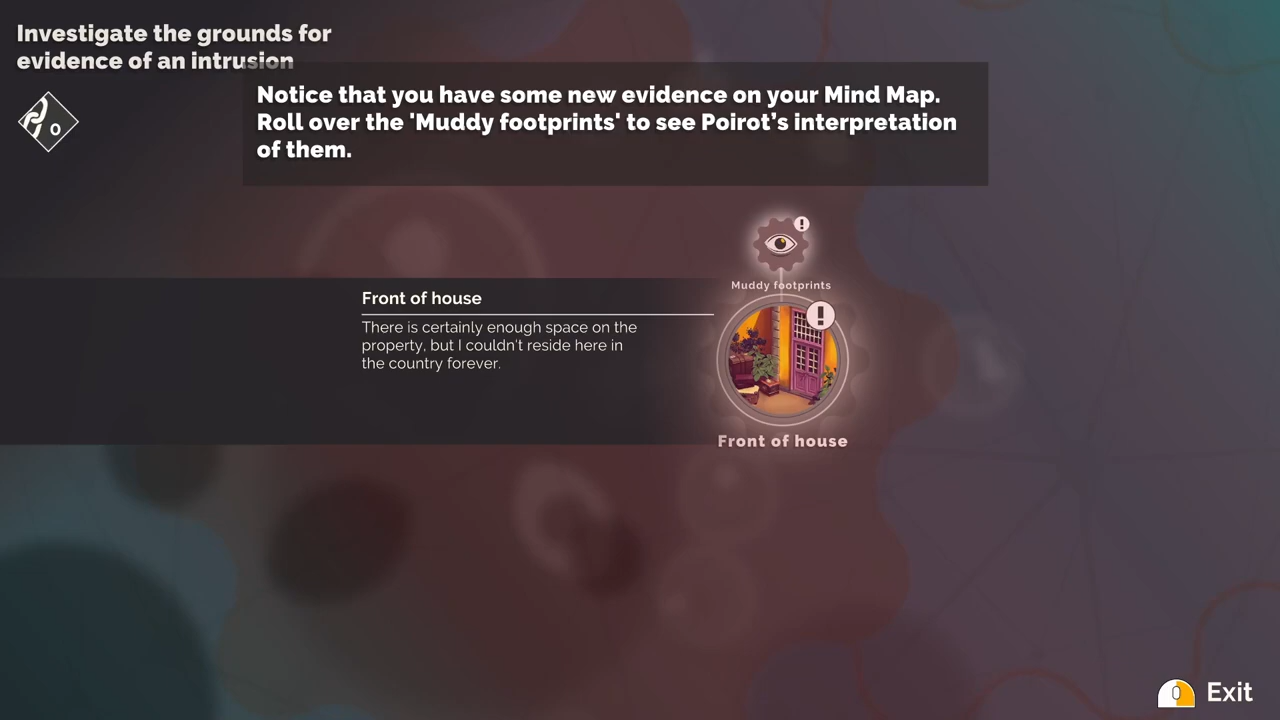 Investigate the grounds for
evidence of an intrusion
0
Notice that you have some new evidence on your Mind Map.
Roll over the 'Muddy footprints' to see Poirot’s interpretation
of them.
!
Muddy footprints
Front of house
There is certainly enough space on the
property, but I couldn't reside here in
the country forever.
!
Front of house
Exit